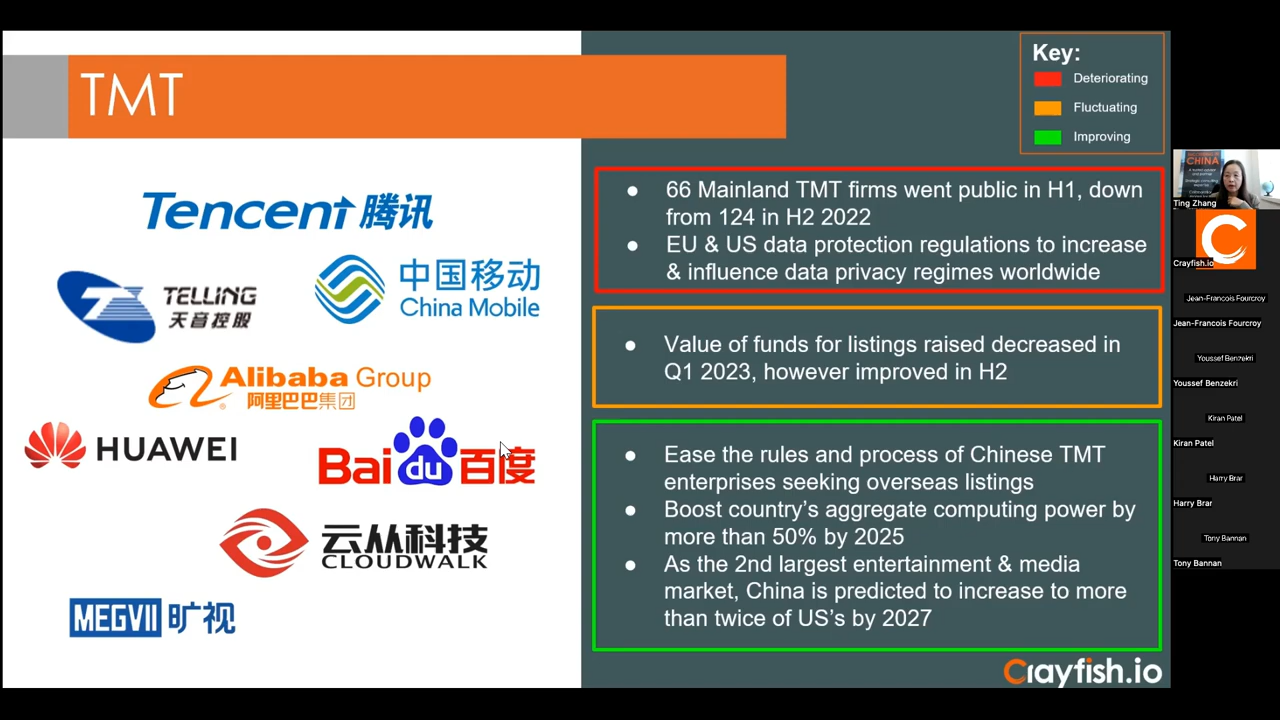 TMT
Key:
Deteriorating
Fluctuating
Improving
Tencent 腾讯
TELLING
天音控股
中国移动
China Mobile
Alibaba Group
阿里巴巴集团
HUAWEI
Bai du 百度
云从科技
CLOUDWALK
MEGVII 旷视
● 66 Mainland TMT firms went public in H1, down
from 124 in H2 2022
● EU & US data protection regulations to increase
& influence data privacy regimes worldwide
● Value of funds for listings raised decreased in
Q1 2023, however improved in H2
● Ease the rules and process of Chinese TMT
enterprises seeking overseas listings
● Boost country's aggregate computing power by
more than 50% by 2025
● As the 2nd largest entertainment & media
market, China is predicted to increase to more
than twice of US's by 2027
Crayfish.io
CHINA
Ting Zhang
Crayfish.io
Jean-Francois Fourcroy
Jean-Francois Fourcroy
Youssef Benzekri
Youssef Benzekri
Kiran Patel
Kiran Patel
Harry Brar
Harry Brar
Tony Bannan
Tony Bannan